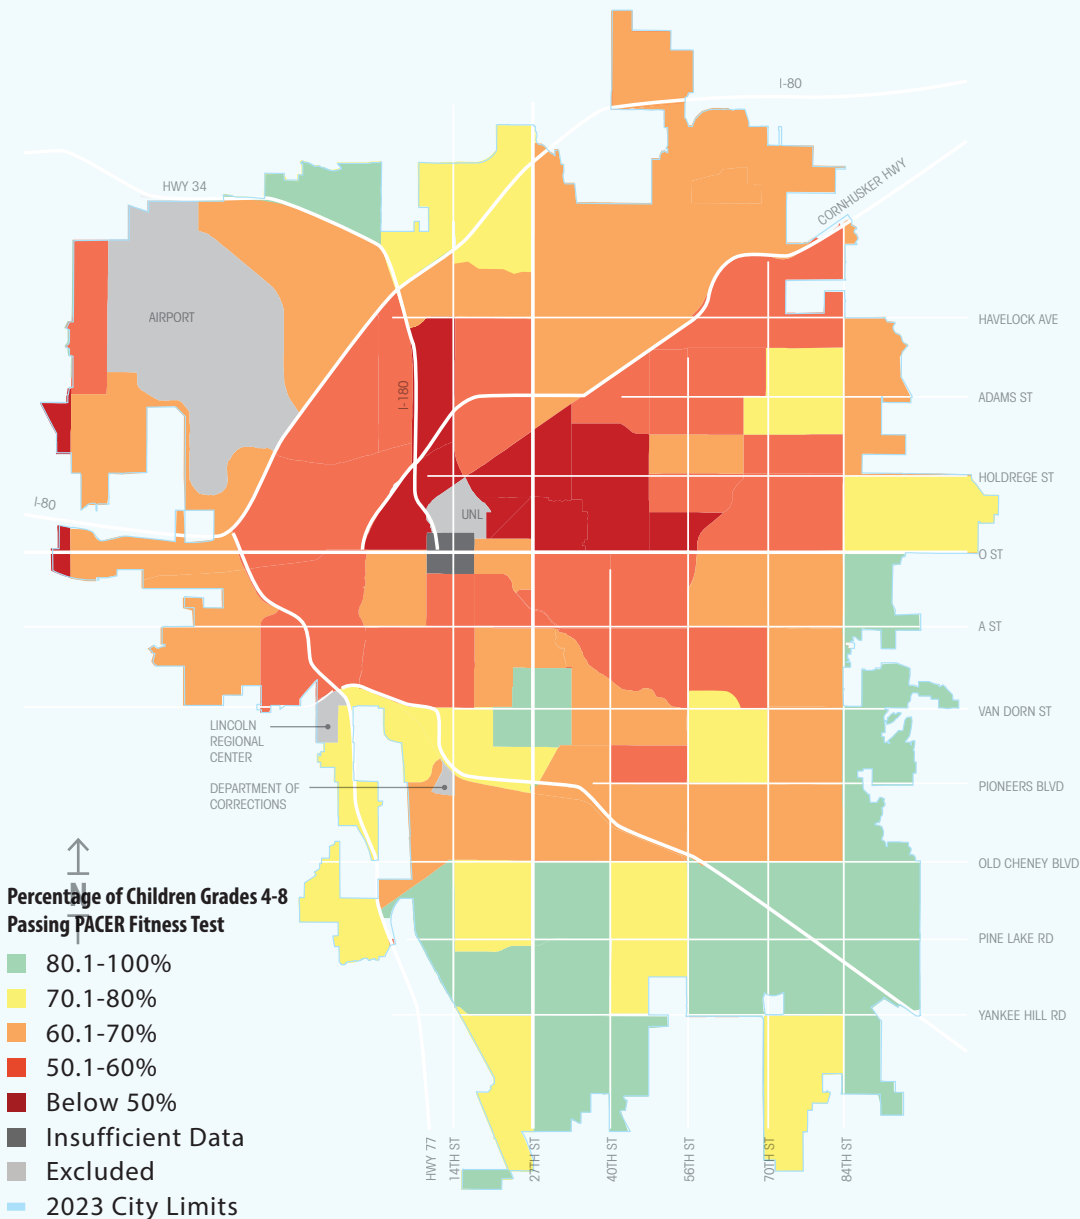 I-80
CORNHUSKER HWY
HWY 34
AIRPORT
HAVELOCK AVE
I-180
ADAMS ST
HOLDREGE ST
I-80
UNL
O ST
A ST
VAN DORN ST
LINCOLN
REGIONAL
CENTER
DEPARTMENT OF
CORRECTIONS
PIONEERS BLVD
OLD CHENEY BLVD
N
Percentage of Children Grades 4-8
Passing PACER Fitness Test
PINE LAKE RD
80.1-100%
70.1-80%
YANKEE HILL RD
60.1-70%
50.1-60%
Below 50%
Insufficient Data
Excluded
2023 City Limits
HWY 77
14TH ST
27TH ST
40TH ST
56TH ST
70TH ST
84TH ST